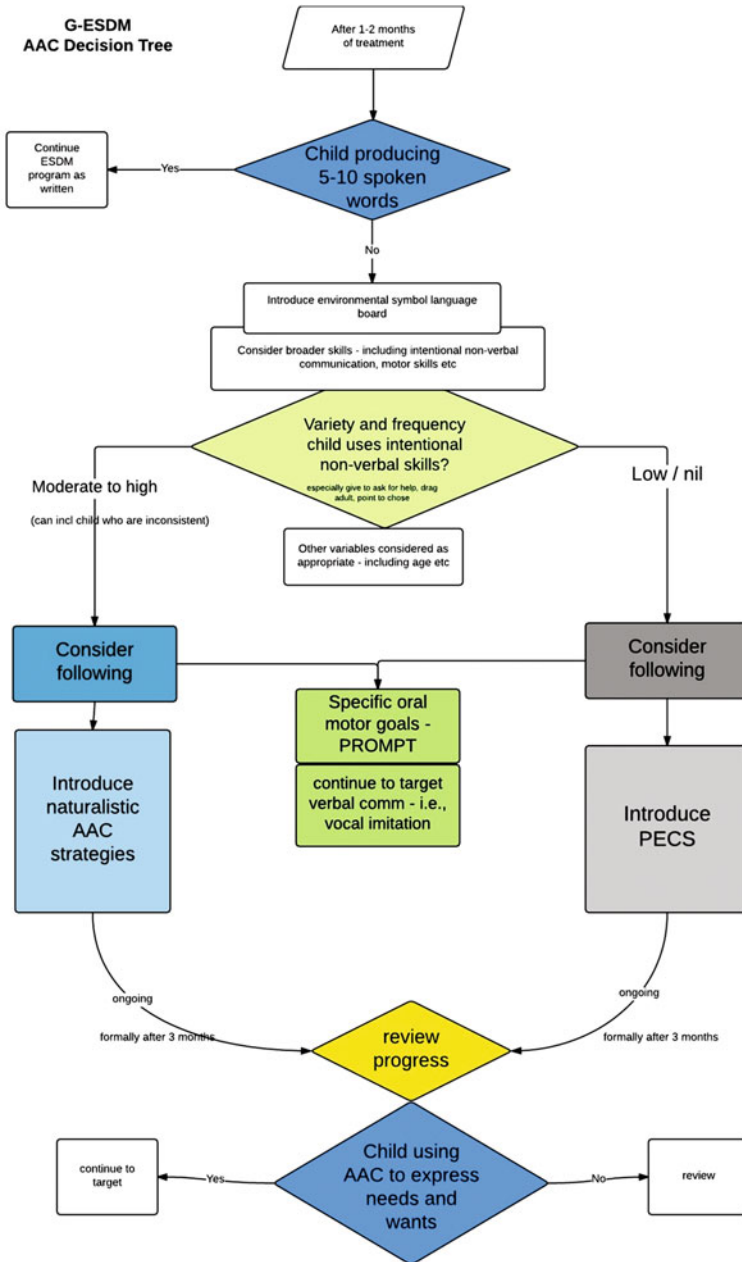 G-ESDM
AAC Decision Tree
After 1-2 months
of treatment
Continue
ESDM
program as
written
Yes
Child producing
5-10 spoken
words
No
Introduce environmental symbol language
board
Consider broader skills - including intentional non-verbal
communication, motor skills etc
Variety and frequency
child uses intentional
non-verbal skills?
especially give to ask for help, drag
adult, point to chose
Moderate to high
(can incl child who are inconsistent)
Low / nil
Other variables considered as
appropriate - including age etc
Consider
following
Consider
following
Specific oral
motor goals -
PROMPT
continue to target
verbal comm - i.e.,
vocal imitation
Introduce
naturalistic
AAC
strategies
Introduce
PECS
ongoing
formally after 3 months
ongoing
formally after 3 months
review
progress
continue to
target
Yes
Child using
AAC to express
needs and
wants
No
review